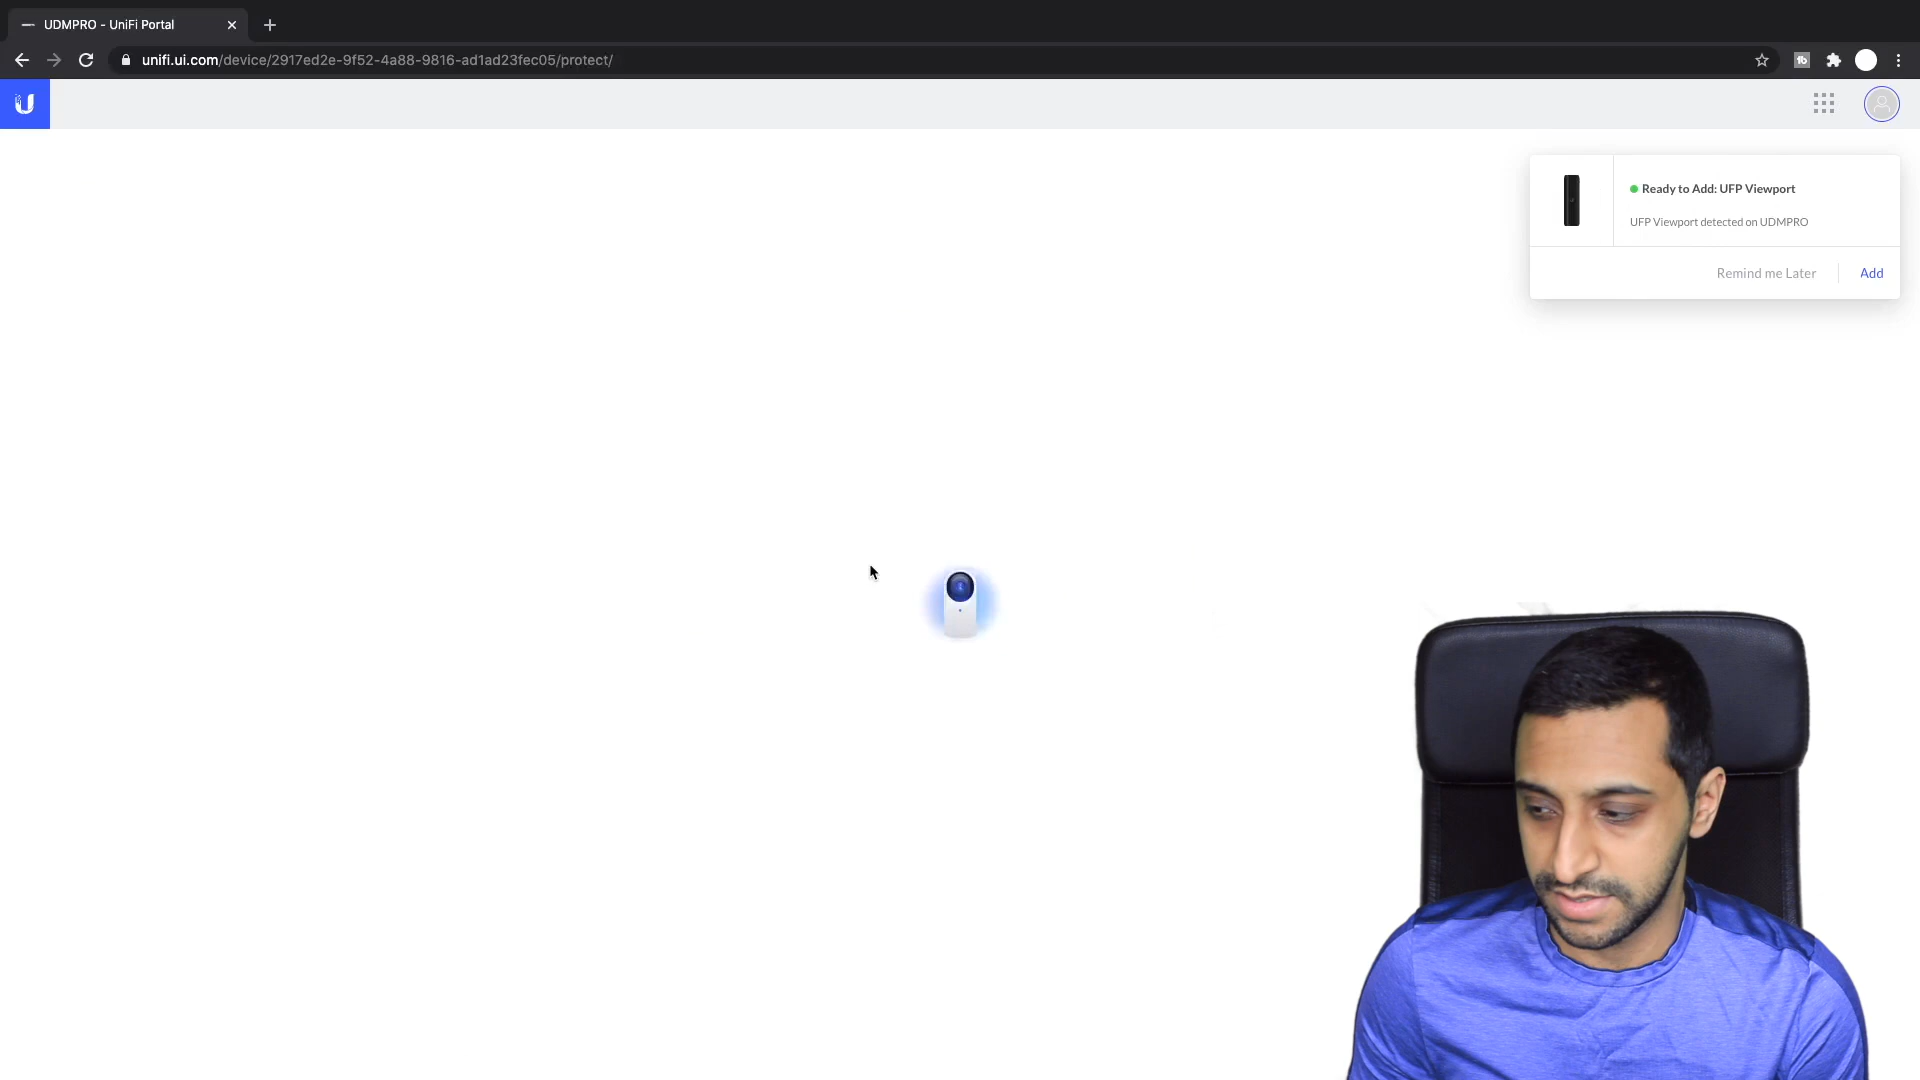 UDMPRO - UniFi Portal
unifi.ui.com/device/2917ed2e-9f52-4a88-9816-ad1ad23fec05/protect/
Ready to Add: UFP Viewport
UFP Viewport detected on UDMPRO
Remind me Later
Add